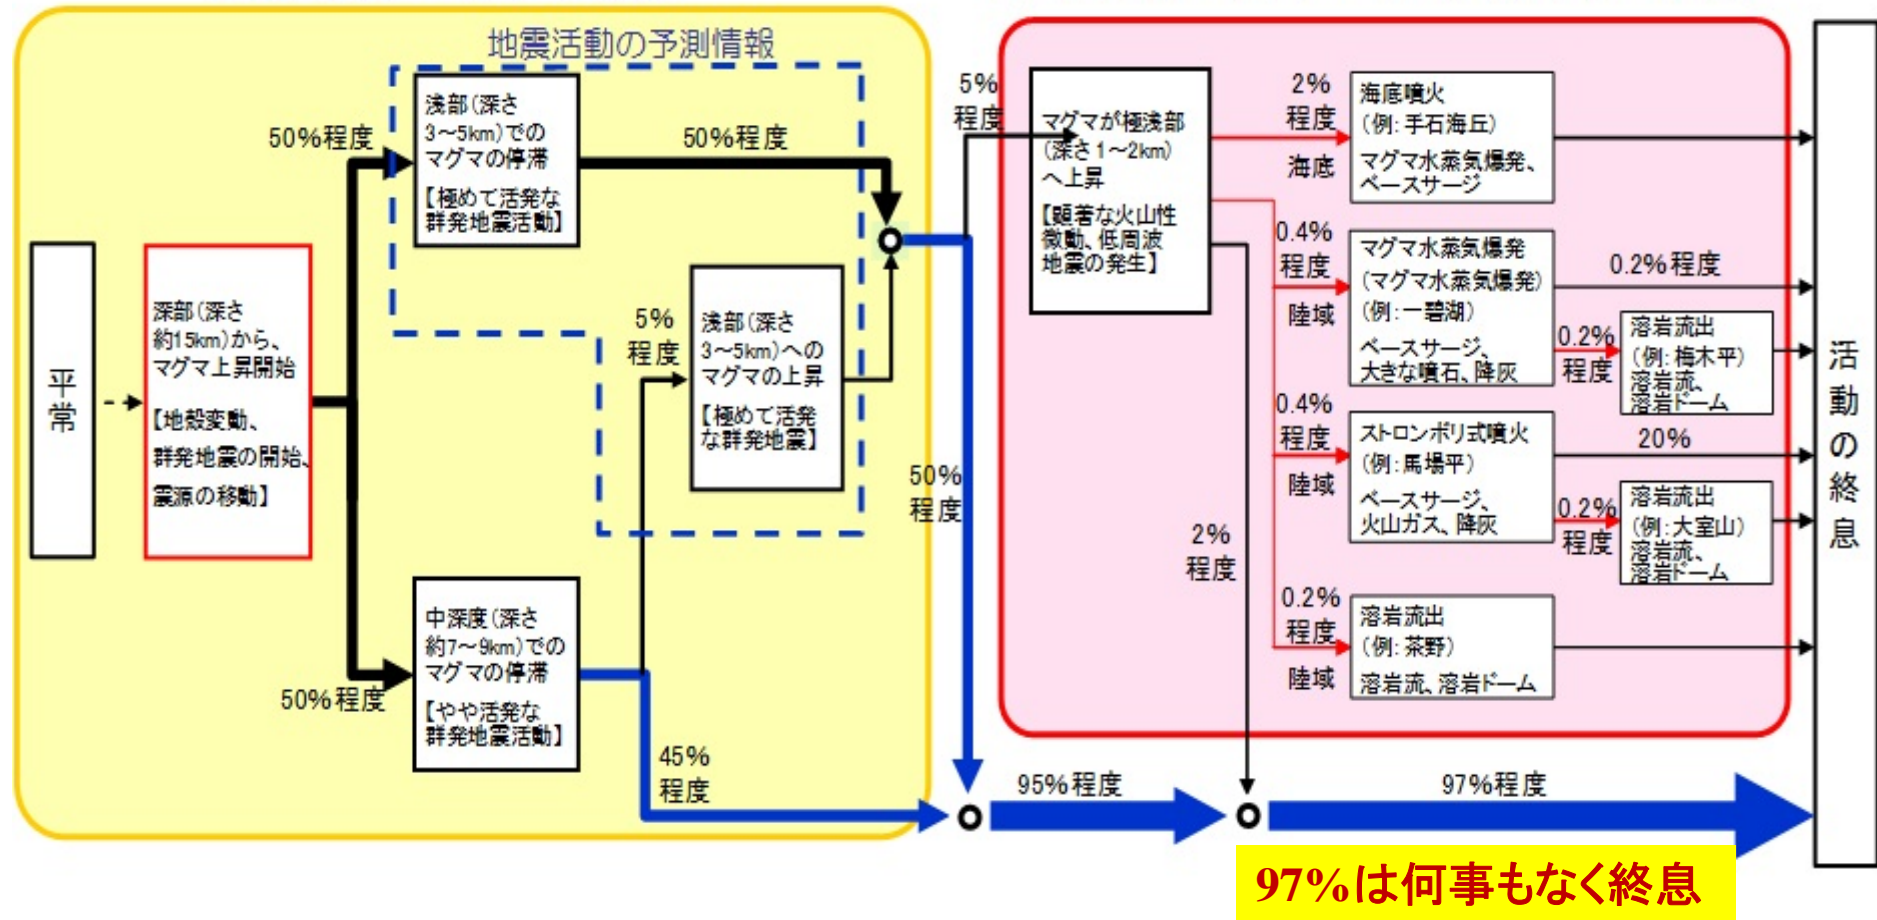 地震活動の予測情報
平
常
深部(深さ
約15km)から、
マグマ上昇開始
【地殻変動、
群発地震の開始、
震源の移動】
50%程度
浅部(深さ
3～5km)での
マグマの停滞
【極めて活発な
群発地震活動】
50%程度
5%
程度
浅部(深さ
3～5km)への
マグマの上昇
【極めて活発
な群発地震】
50%程度
中深度(深さ
約7～9km)での
マグマの停滞
【やや活発な
群発地震活動】
45%
程度
50%
程度
5%
程度
マグマが極浅部
(深さ1～2km)
へ上昇
【顕著な火山性
微動、低周波
地震の発生】
2%
程度
海底
海底噴火
(例:手石海丘)
マグマ水蒸気爆発、
ベースサージ
0.4%
程度
陸域
マグマ水蒸気爆発
(マグマ水蒸気爆発)
(例:一碧湖)
ベースサージ、
大きな噴石、降灰
0.2%程度
0.2%
程度
溶岩流出
(例:梅木平)
溶岩流、
溶岩ドーム
0.4%
程度
陸域
ストロンボリ式噴火
(例:馬場平)
ベースサージ、
火山ガス、降灰
20%
0.2%
程度
溶岩流出
(例:大室山)
溶岩流、
溶岩ドーム
2%
程度
0.2%
程度
陸域
溶岩流出
(例:茶野)
溶岩流、溶岩ドーム
95%程度
97%程度
活
動
の
終
息
97%は何事もなく終息